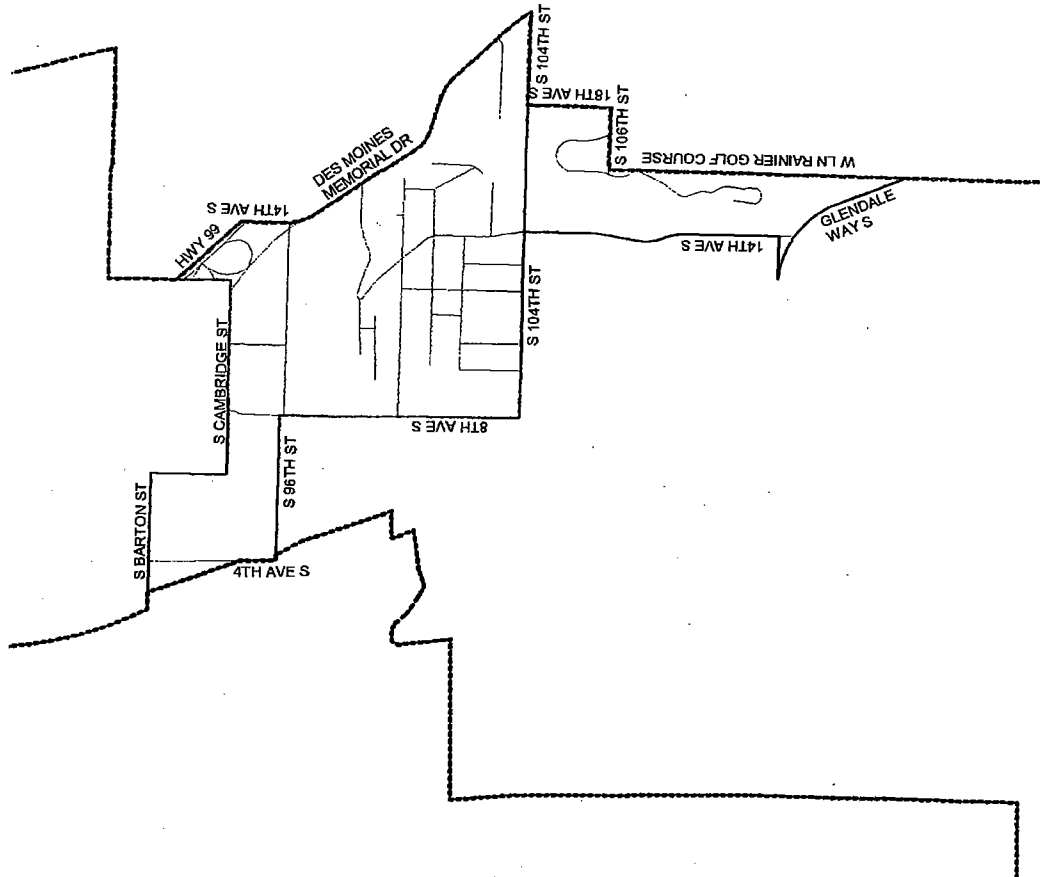 S 104TH ST
18TH AVE S
S 106TH ST
W LN RAINIER GOLF COURSE
DES MOINES
MEMORIAL DR
14TH AVE S
HWY 99
GLENDALE
WAY S
14TH AVE S
S CAMBRIDGE ST
S 104TH ST
8TH AVE S
S 96TH ST
S BARTON ST
4TH AVE S